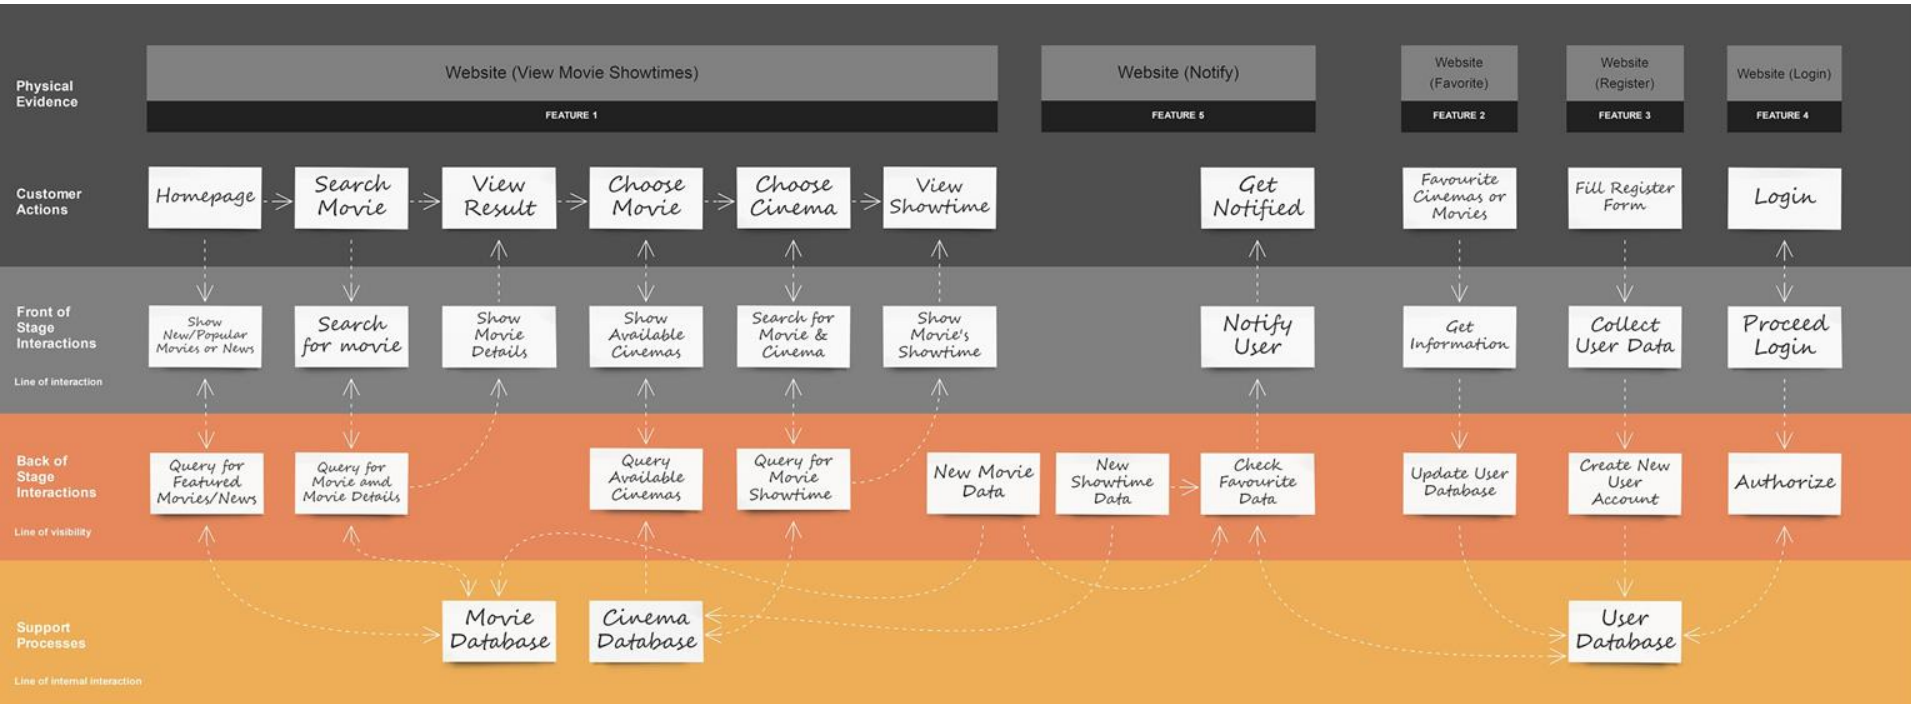 Physical
Evidence
Website (View Movie Showtimes)
FEATURE 1
Website (Notify)
FEATURE 5
Website
(Favorite)
FEATURE 2
Website
(Register)
FEATURE 3
Website (Login)
FEATURE 4
Customer
Actions
Homepage
Search
Movie
View
Result
Choose
Movie
Choose
Cinema
View
Showtime
Get
Notified
Favourite
Cinemas or
Movies
Fill Register
Form
Login
Front of
Stage
Interactions
Line of interaction
Show
New/Popular
Movies or News
Search
for movie
Show
Movie
Details
Show
Available
Cinemas
Search for
Movie &
Cinema
Show
Movie's
Showtime
Notify
User
Get
Information
Collect
User Data
Proceed
Login
Back of
Stage
Interactions
Line of visibility
Query for
Featured
Movies/News
Query for
Movie and
Movie Details
Query
Available
Cinemas
Query for
Movie
Showtime
New Movie
Data
New
Showtime
Data
Check
Favourite
Data
Update User
Database
Create New
User
Account
Authorize
Support
Processes
Line of internal interaction
Movie
Database
Cinema
Database
User
Database